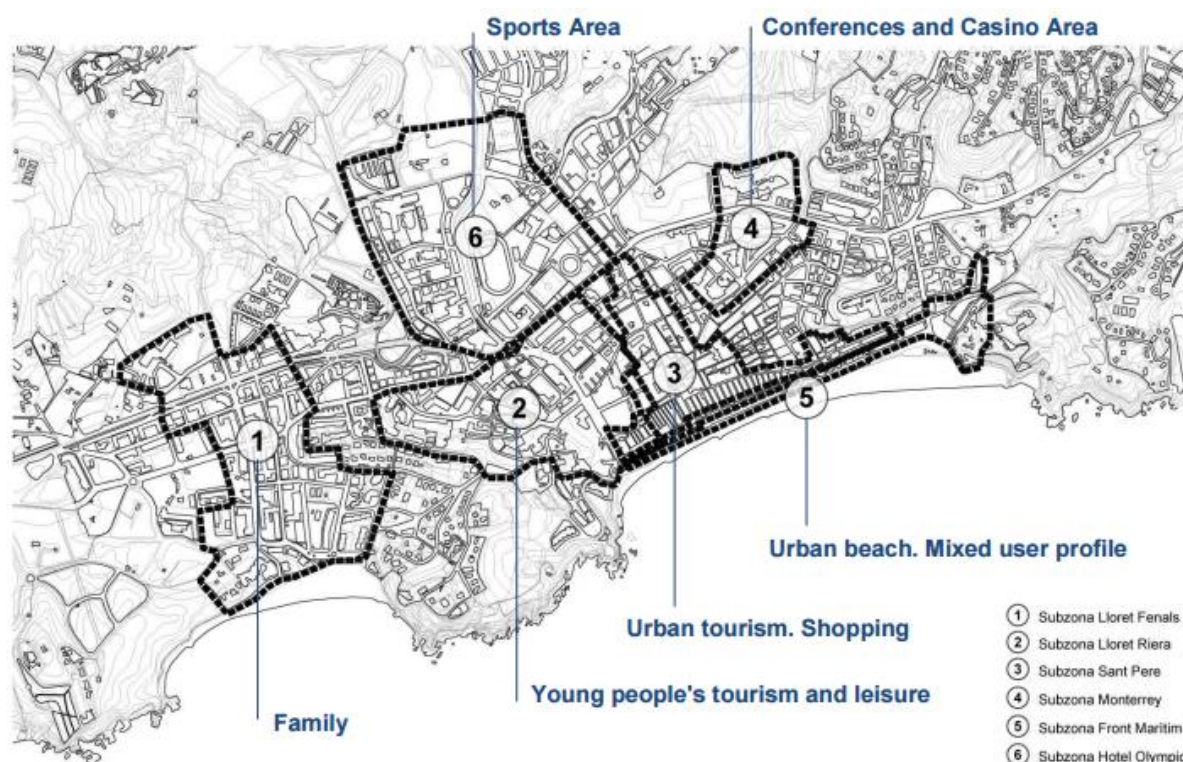 Sports Area
Conferences and Casino Area
6
4
3
2
5
1
Urban beach. Mixed user profile
Urban tourism. Shopping
Young people's tourism and leisure
Family
1 Subzona Lloret Fenals
2 Subzona Lloret Riera
3 Subzona Sant Pere
4 Subzona Monterrey
5 Subzona Front Maritim
6 Subzona Hotel Olympic